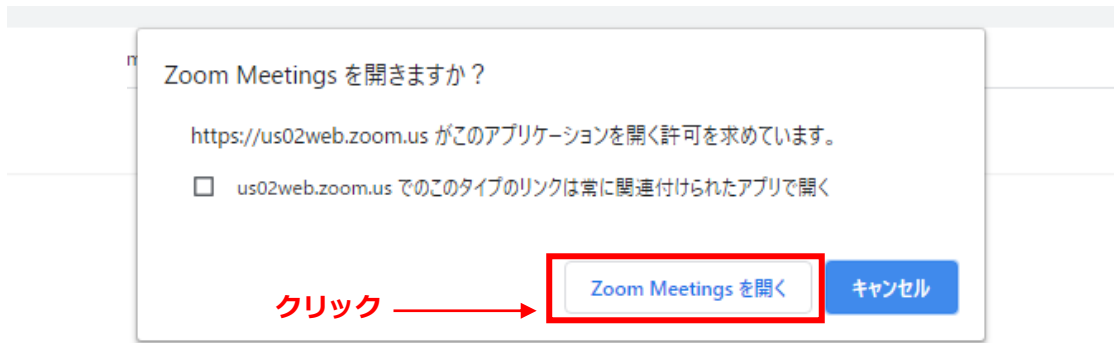 Zoom Meetings を開きますか？
https://us02web.zoom.us がこのアプリケーションを開く許可を求めています。
us02web.zoom.us でのこのタイプのリンクは常に関連付けられたアプリで開く
Zoom Meetings を開く
キャンセル
クリック